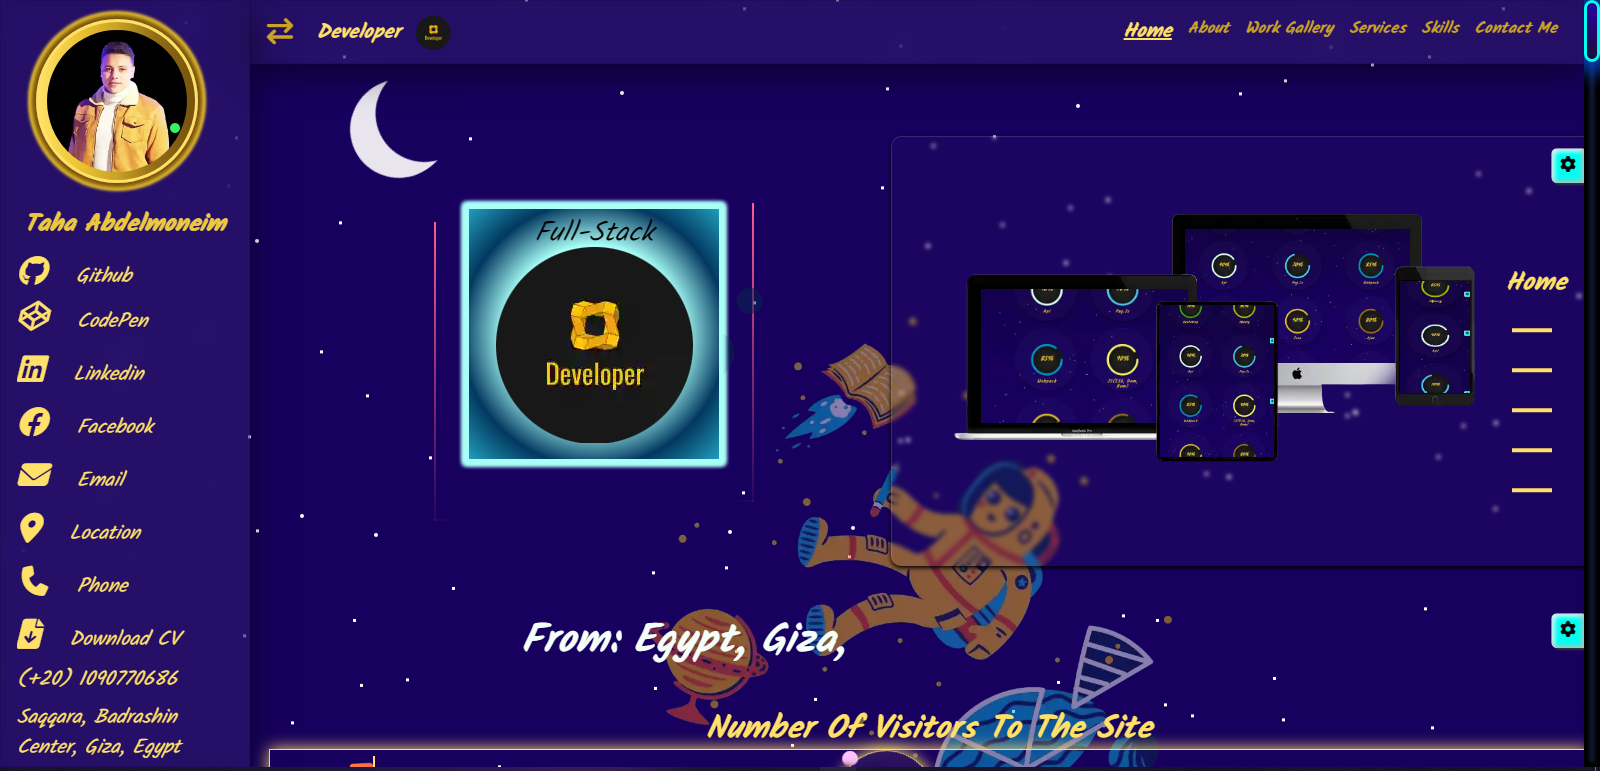 Developer
Developer
Home
About
Work Gallery
Services
Skills
Contact Me
Taha Abdelmoneim
Github
CodePen
Linkedin
Facebook
Email
Location
Phone
Download CV
(+20) 1090770686
Saqqara, Badrashin
Center, Giza, Egypt
Full-Stack
Developer
Home
From: Egypt, Giza,
Number Of Visitors To The Site